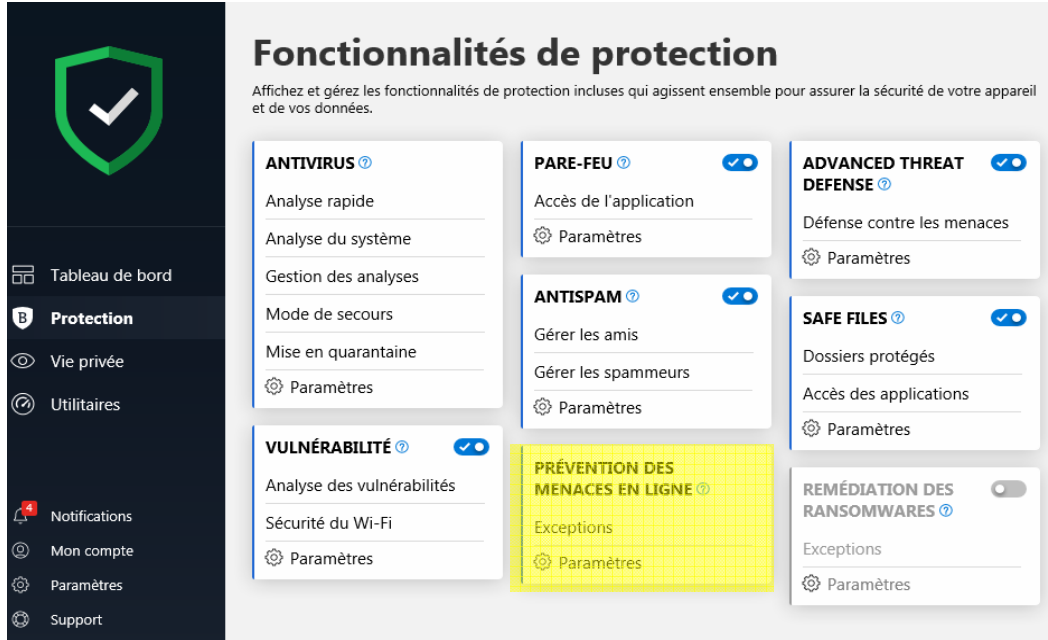 Fonctionnalités de protection
Affichez et gérez les fonctionnalités de protection incluses qui agissent ensemble pour assurer la sécurité de votre appareil
et de vos données.
Tableau de bord
B
Protection
Vie privée
Utilitaires
4
Notifications
Mon compte
Paramètres
Support
ANTIVIRUS ?
Analyse rapide
Analyse du système
Gestion des analyses
Mode de secours
Mise en quarantaine
Paramètres
VULNÉRABILITÉ ?
Analyse des vulnérabilités
Sécurité du Wi-Fi
Paramètres
PARE-FEU ?
Accès de l'application
Paramètres
ANTISPAM ?
Gérer les amis
Gérer les spammeurs
Paramètres
PRÉVENTION DES
MENACES EN LIGNE ?
Exceptions
Paramètres
ADVANCED THREAT
DEFENSE ?
Défense contre les menaces
Paramètres
SAFE FILES ?
Dossiers protégés
Accès des applications
Paramètres
REMÉDIATION DES
RANSOMWARES ?
Exceptions
Paramètres